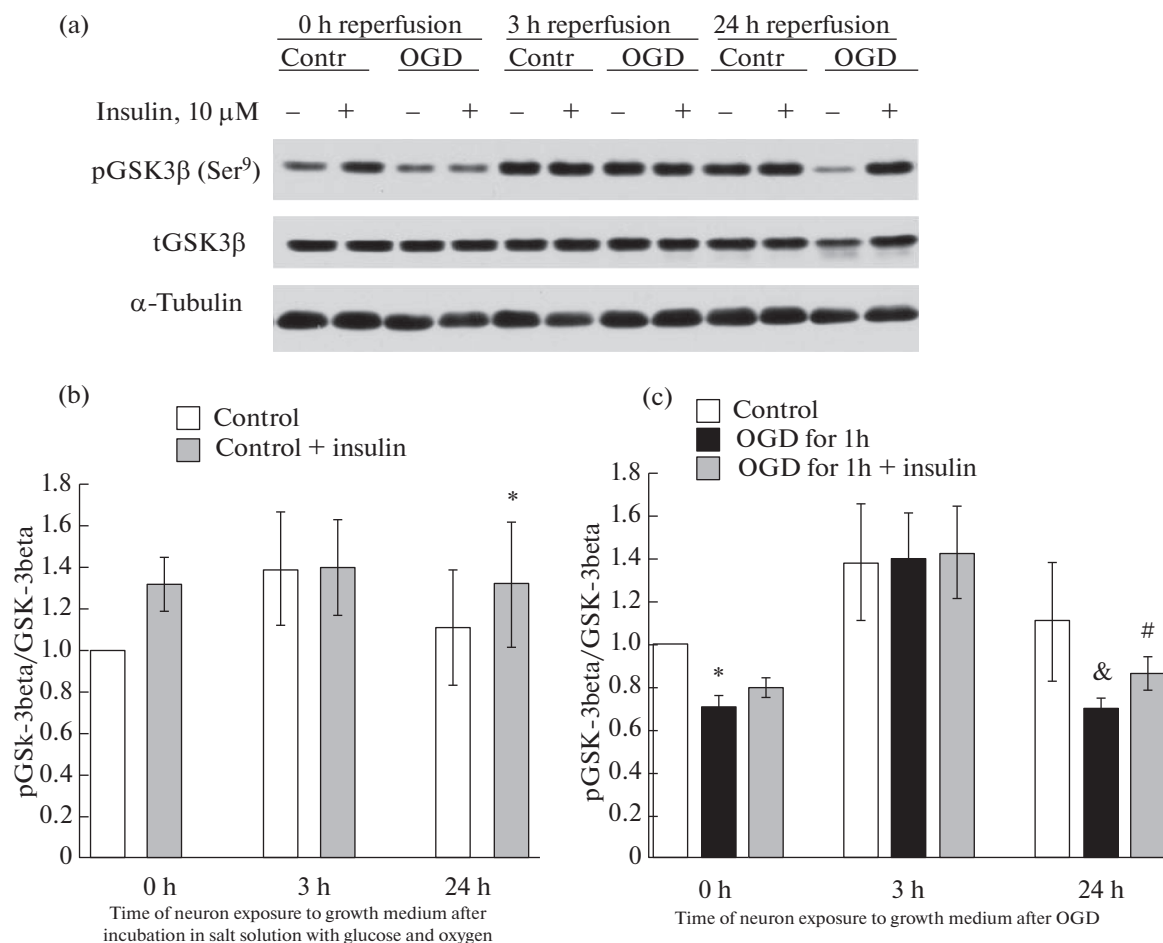 (a)
0 h reperfusion 3 h reperfusion 24 h reperfusion
Contr OGD Contr OGD Contr OGD
Insulin, 10 μM – + – + – + – + – + – +
pGSK3β (Ser⁹)
tGSK3β
α-Tubulin
(b)
Control
Control + insulin
pGSk-3beta/GSK-3beta
1.8
1.6
1.4
1.2
1.0
0.8
0.6
0.4
0.2
0
*
0 h 3 h 24 h
Time of neuron exposure to growth medium after
incubation in salt solution with glucose and oxygen
(c)
Control
OGD for 1h
OGD for 1h + insulin
pGSK-3beta/GSK-3beta
1.8
1.6
1.4
1.2
1.0
0.8
0.6
0.4
0.2
0
* & #
0 h 3 h 24 h
Time of neuron exposure to growth medium after OGD